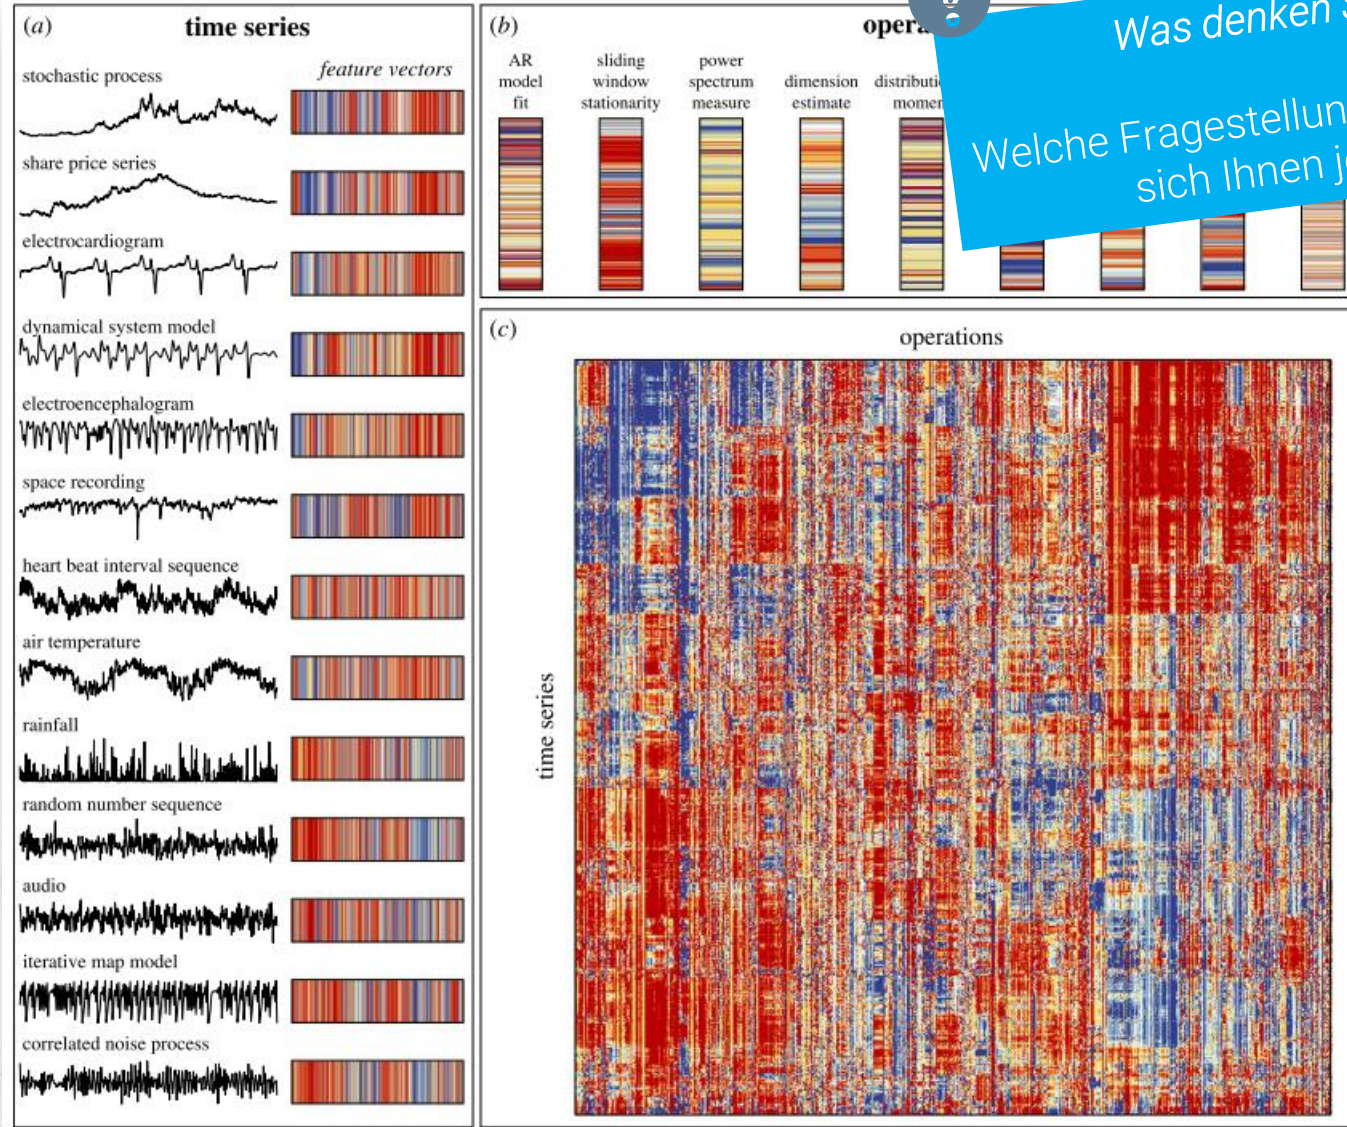 (a) time series
feature vectors
stochastic process
share price series
electrocardiogram
dynamical system model
electroencephalogram
space recording
heart beat interval sequence
air temperature
rainfall
random number sequence
audio
iterative map model
correlated noise process
(b)
AR
model
fit
sliding
window
stationarity
power
spectrum
measure
dimension
estimate
Was denken
Welche
sich Ihnen
(c)
operations
time series